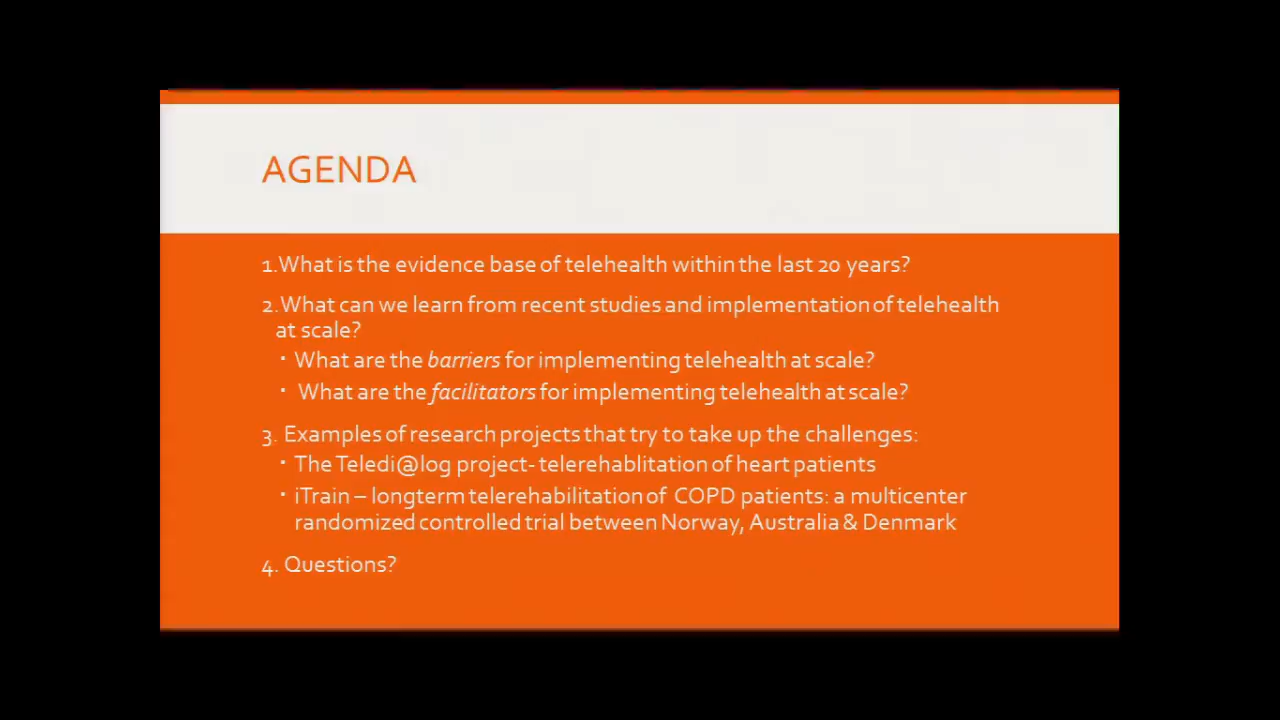 AGENDA
1.What is the evidence base of telehealth within the last 20 years?
2.What can we learn from recent studies and implementation of telehealth
at scale?
▪ What are the barriers for implementing telehealth at scale?
▪ What are the facilitators for implementing telehealth at scale?
3. Examples of research projects that try to take up the challenges:
▪ The Teledi@log project- telerehablitation of heart patients
▪ iTrain – longterm telerehabilitation of COPD patients: a multicenter
randomized controlled trial between Norway, Australia & Denmark
4. Questions?